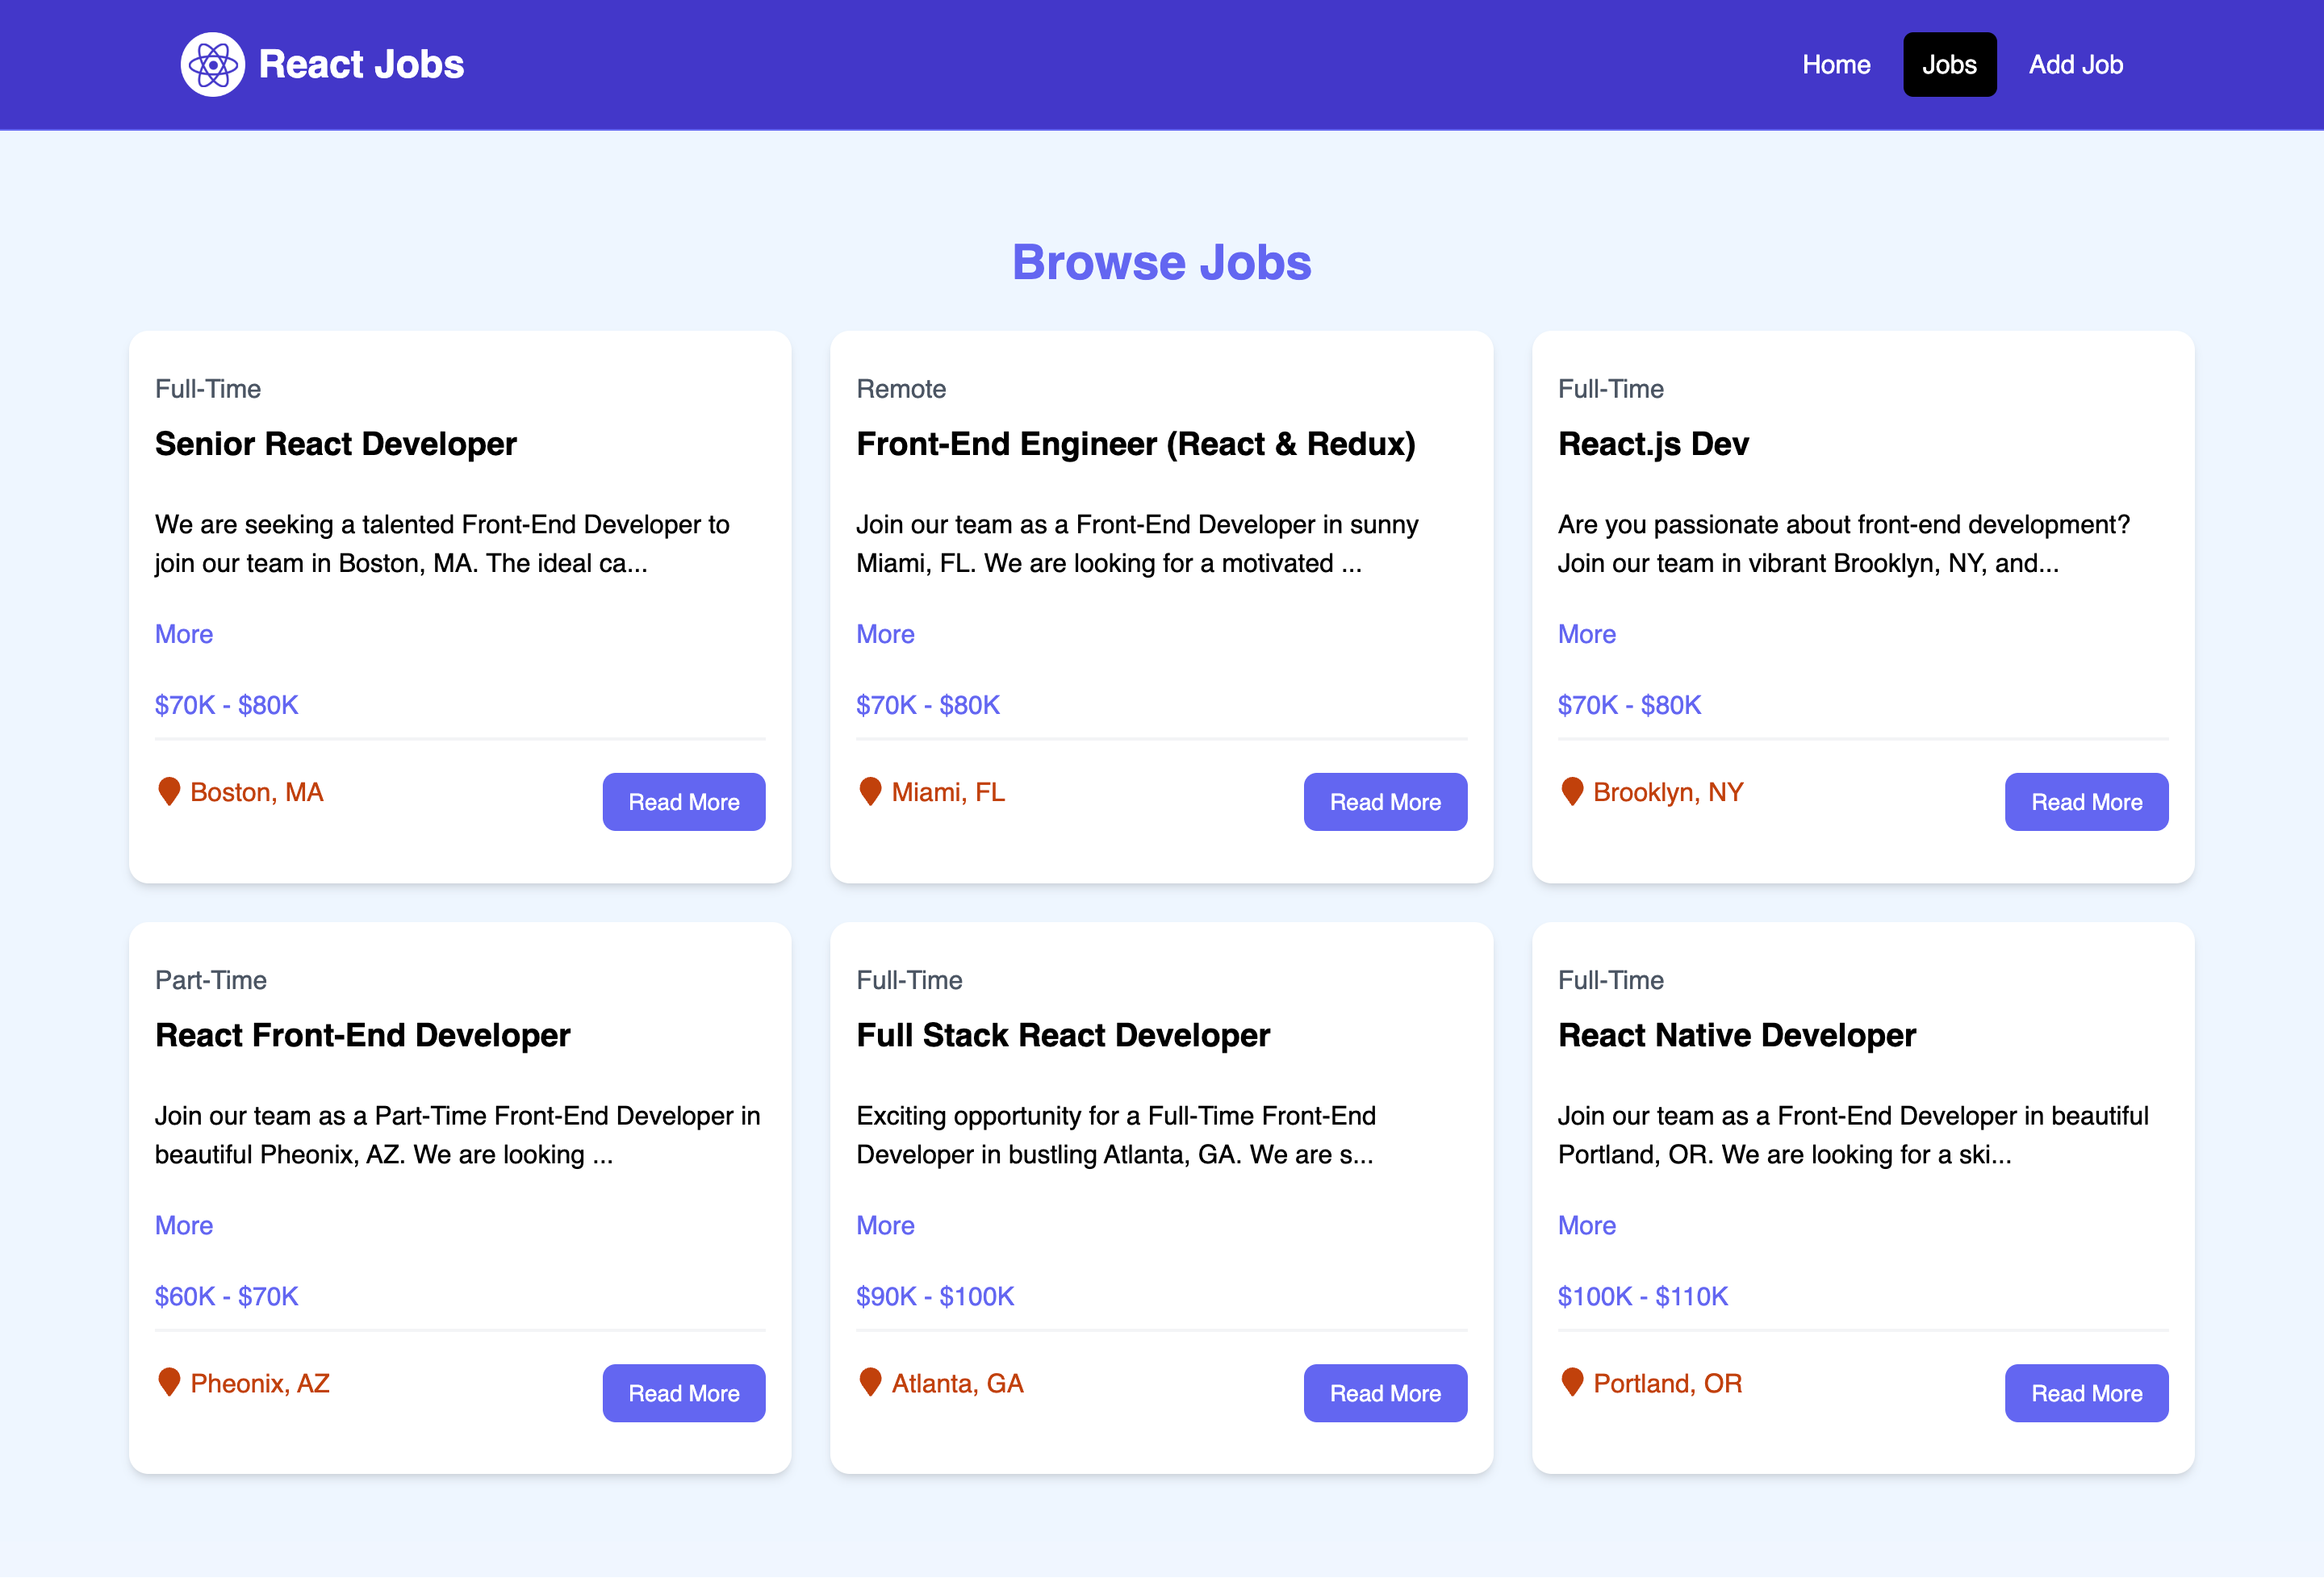 React Jobs
Home
Jobs
Add Job
Browse Jobs
Full-Time
Senior React Developer
We are seeking a talented Front-End Developer to
join our team in Boston, MA. The ideal ca...
More
$70K - $80K
Boston, MA
Read More
Remote
Front-End Engineer (React & Redux)
Join our team as a Front-End Developer in sunny
Miami, FL. We are looking for a motivated ...
More
$70K - $80K
Miami, FL
Read More
Full-Time
React.js Dev
Are you passionate about front-end development?
Join our team in vibrant Brooklyn, NY, and...
More
$70K - $80K
Brooklyn, NY
Read More
Part-Time
React Front-End Developer
Join our team as a Part-Time Front-End Developer in
beautiful Pheonix, AZ. We are looking ...
More
$60K - $70K
Pheonix, AZ
Read More
Full-Time
Full Stack React Developer
Exciting opportunity for a Full-Time Front-End
Developer in bustling Atlanta, GA. We are s...
More
$90K - $100K
Atlanta, GA
Read More
Full-Time
React Native Developer
Join our team as a Front-End Developer in beautiful
Portland, OR. We are looking for a ski...
More
$100K - $110K
Portland, OR
Read More